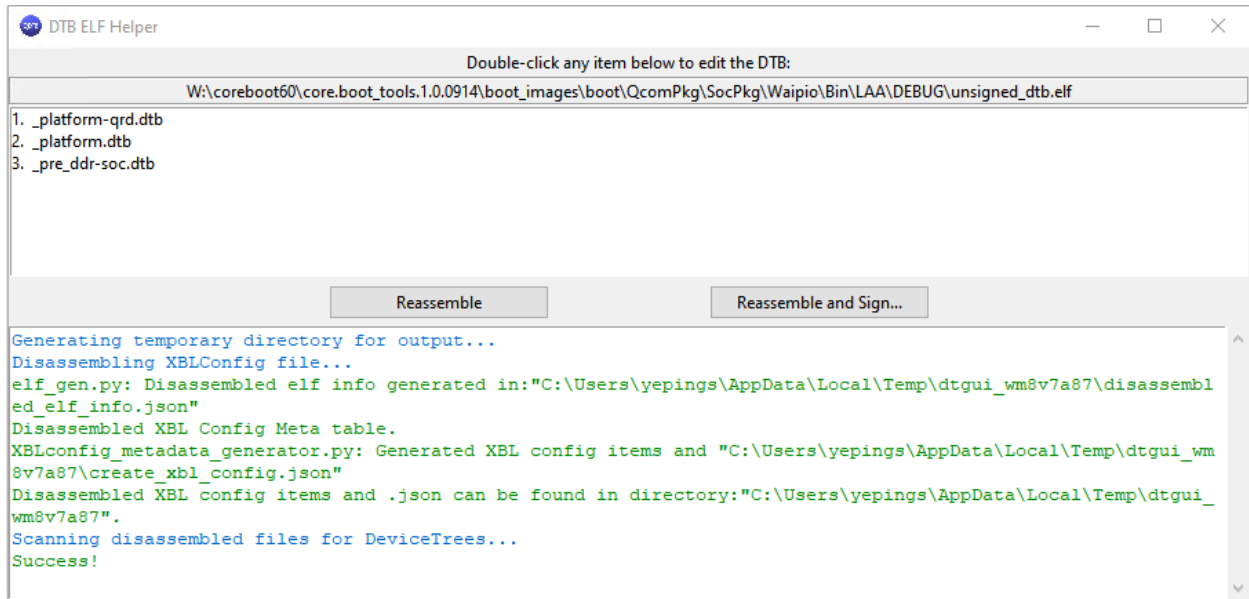 DTB ELF Helper
Double-click any item below to edit the DTB:
W:\coreboot60\core.boot_tools.1.0.0914\boot_images\boot\QcomPkg\SocPkg\Waipio\Bin\LAA\DEBUG\unsigned_dtb.elf
1. _platform-qrd.dtb
2. _platform.dtb
3. _pre_ddr-soc.dtb
Reassemble
Reassemble and Sign...
Generating temporary directory for output...
Disassembling XBLConfig file...
elf_gen.py: Disassembled elf info generated in:"C:\Users\yepings\AppData\Local\Temp\dtgui_wm8v7a87\disassembl
ed_elf_info.json"
Disassembled XBL Config Meta table.
XBLconfig_metadata_generator.py: Generated XBL config items and "C:\Users\yepings\AppData\Local\Temp\dtgui_wm
8v7a87\create_xbl_config.json"
Disassembled XBL config items and .json can be found in directory:"C:\Users\yepings\AppData\Local\Temp\dtgui_
wm8v7a87".
Scanning disassembled files for DeviceTrees...
Success!